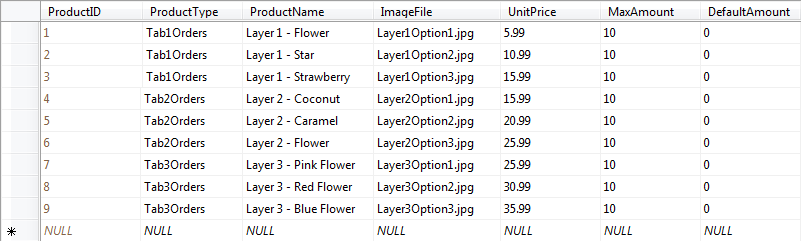 ProductID ProductType ProductName ImageFile UnitPrice MaxAmount DefaultAmount
1 Tab1Orders Layer 1 - Flower Layer1Option1.jpg 5.99 10 0
2 Tab1Orders Layer 1 - Star Layer1Option2.jpg 10.99 10 0
3 Tab1Orders Layer 1 - Strawberry Layer1Option3.jpg 15.99 10 0
4 Tab2Orders Layer 2 - Coconut Layer2Option1.jpg 15.99 10 0
5 Tab2Orders Layer 2 - Caramel Layer2Option2.jpg 20.99 10 0
6 Tab2Orders Layer 2 - Flower Layer2Option3.jpg 25.99 10 0
7 Tab3Orders Layer 3 - Pink Flower Layer3Option1.jpg 25.99 10 0
8 Tab3Orders Layer 3 - Red Flower Layer3Option2.jpg 30.99 10 0
9 Tab3Orders Layer 3 - Blue Flower Layer3Option3.jpg 35.99 10 0
NULL NULL NULL NULL NULL NULL NULL